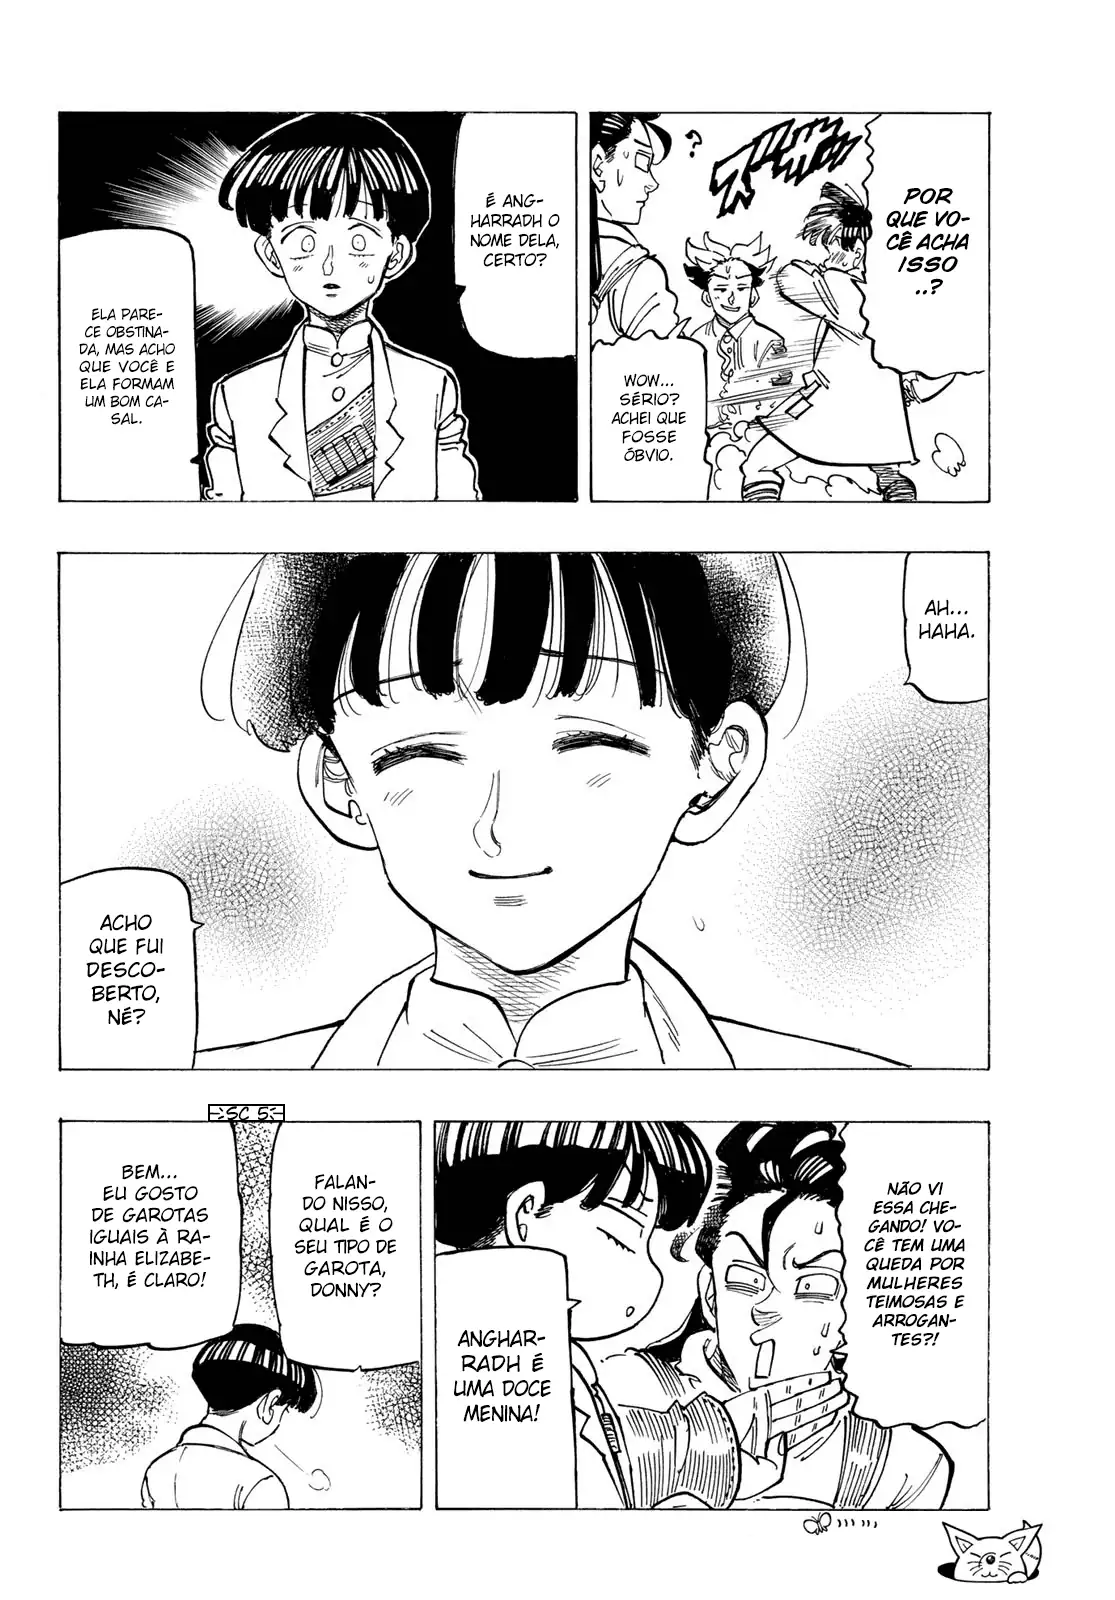 POR
QUE VO-
CÊ ACHA
ISSO
..?
?
WOW...
SÉRIO?
ACHEI QUE
FOSSE
ÓBVIO.
É ANG-
HARRADH O
NOME DELA,
CERTO?
ELA PARE-
CE OBSTINA-
DA, MAS ACHO
QUE VOCÊ E
ELA FORMAM
UM BOM CA-
SAL.
AH...
HAHA.
ACHO
QUE FUI
DESCO-
BERTO,
NÉ?
NÃO VI
ESSA CHE-
GANDO! VO-
CÊ TEM UMA
QUEDA POR
MULHERES
TEIMOSAS E
ARROGAN-
TES?!
ANGHAR-
RADH É
UMA DOCE
MENINA!
SC 5
FALAN-
DO NISSO,
QUAL É O
SEU TIPO DE
GAROTA,
DONNY?
BEM...
EU GOSTO
DE GAROTAS
IGUAIS À RA-
INHA ELIZABE-
TH, É CLARO!